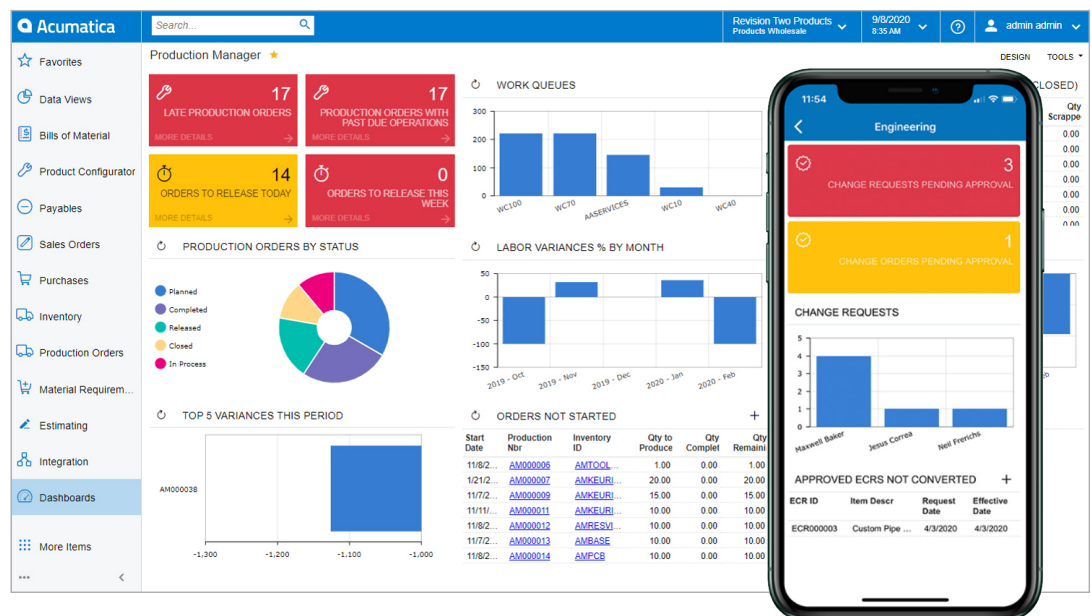 Acumatica
Search...
Revision Two Products
Products Wholesale
9/8/2020
8:35 AM
admin admin
Favorites
Data Views
Bills of Material
Product Configurator
Payables
Sales Orders
Purchases
Inventory
Production Orders
Material Requirem...
Estimating
Integration
Dashboards
More Items
Production Manager
DESIGN TOOLS
17
LATE PRODUCTION ORDERS
MORE DETAILS
17
PRODUCTION ORDERS WITH
PAST DUE OPERATIONS
MORE DETAILS
14
ORDERS TO RELEASE TODAY
MORE DETAILS
0
ORDERS TO RELEASE THIS
WEEK
MORE DETAILS
WORK QUEUES
300
200
100
0
WC100 WC70 AASERVICES WC10 WC40
PRODUCTION ORDERS BY STATUS
Planned
Completed
Released
Closed
In Process
LABOR VARIANCES % BY MONTH
50
0
-50
-100
-150
2019 - Oct 2019 - Nov 2019 - Dec 2020 - Jan 2020 - Feb
TOP 5 VARIANCES THIS PERIOD
AM000038
-1,300 -1,200 -1,100 -1,000
ORDERS NOT STARTED +
Start Date Production Nbr Inventory ID Qty to Produce Qty Complet Qty Remaini
11/8/2... AM000006 AMTOOL... 1.00 0.00 1.00
1/21/2... AM000007 AMKEURI... 20.00 0.00 20.00
11/7/2... AM000009 AMKEURI... 15.00 0.00 15.00
11/11/... AM000011 AMKEURI... 10.00 0.00 10.00
11/8/2... AM000012 AMRESVI... 10.00 0.00 10.00
11/7/2... AM000013 AMBASE 10.00 0.00 10.00
11/8/2... AM000014 AMPCB 10.00 0.00 10.00
CLOSED)
Qty
Scrappe
0.00
0.00
0.00
0.00
0.00
0.00
0.00
11:54
Engineering
3
CHANGE REQUESTS PENDING APPROVAL
1
CHANGE ORDERS PENDING APPROVAL
CHANGE REQUESTS
5
4
3
2
1
0
Maxwell Baker Jesus Correa Neil Frerichs
APPROVED ECRS NOT CONVERTED +
ECR ID Item Descr Request Date Effective Date
ECR000003 Custom Pipe ... 4/3/2020 4/3/2020